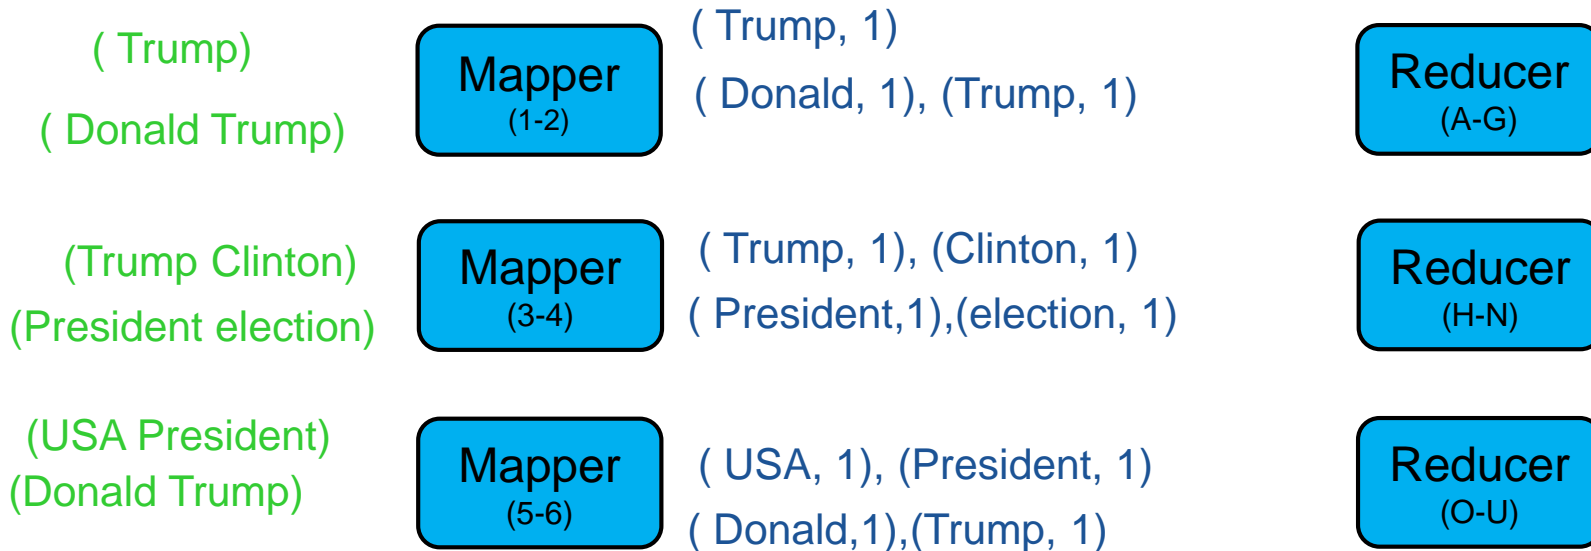 ( Trump)
( Donald Trump)
Mapper
(1-2)
( Trump, 1)
( Donald, 1), (Trump, 1)
Reducer
(A-G)
(Trump Clinton)
(President election)
Mapper
(3-4)
( Trump, 1), (Clinton, 1)
( President,1),(election, 1)
Reducer
(H-N)
(USA President)
(Donald Trump)
Mapper
(5-6)
( USA, 1), (President, 1)
( Donald,1),(Trump, 1)
Reducer
(O-U)